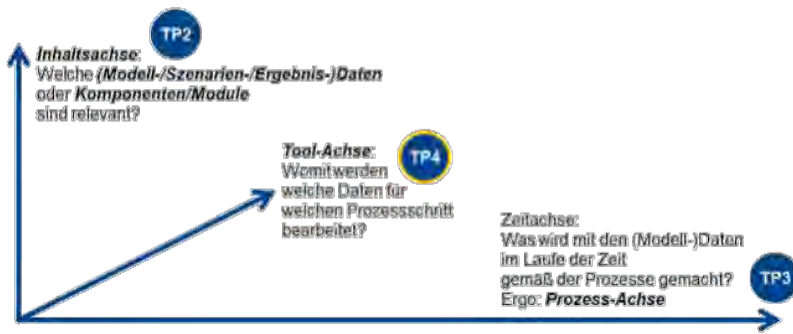 TP2
Inhaltsachse:
Welche (Modell-/Szenarien-/Ergebnis-)Daten
oder Komponenten/Module
sind relevant?
Tool-Achse:
TP4
Womit werden
welche Daten für
welchen Prozessschritt
bearbeitet?
Zeitachse:
Was wird mit den (Modell-)Daten
im Laufe der Zeit
gemäß der Prozesse gemacht?
TP3
Ergo: Prozess-Achse